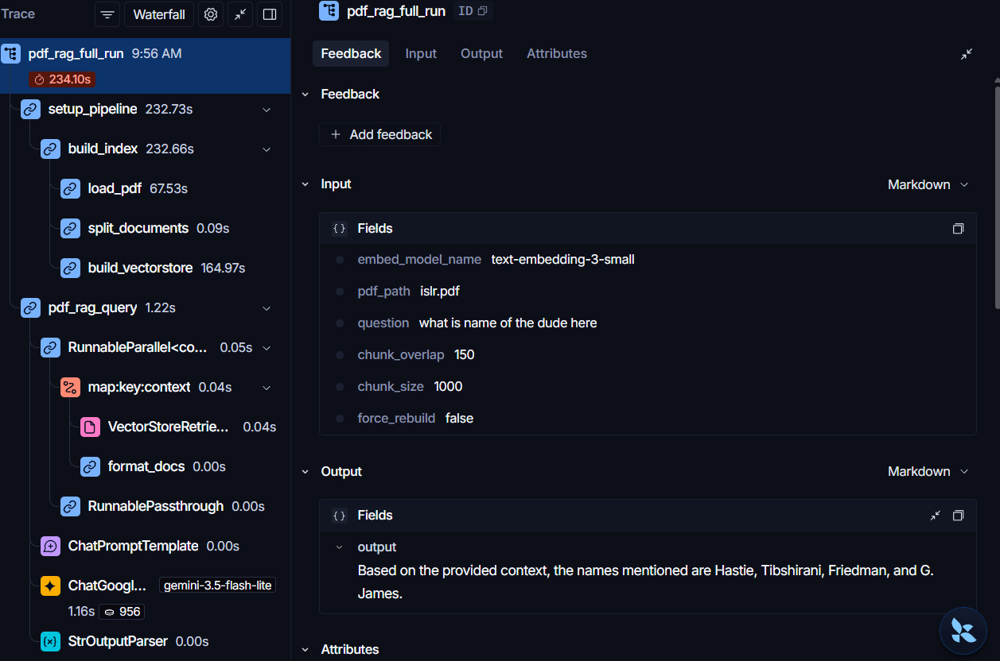 Trace
Waterfall
pdf_rag_full_run 9:56 AM
234.10s
setup_pipeline 232.73s
build_index 232.66s
load_pdf 67.53s
split_documents 0.09s
build_vectorstore 164.97s
pdf_rag_query 1.22s
RunnableParallel<co... 0.05s
map:key:context 0.04s
VectorStoreRetrie... 0.04s
format_docs 0.00s
RunnablePassthrough 0.00s
ChatPromptTemplate 0.00s
ChatGoogl... gemini-3.5-flash-lite
1.16s 956
StrOutputParser 0.00s
pdf_rag_full_run ID
Feedback Input Output Attributes
Feedback
+ Add feedback
Input Markdown
{} Fields
embed_model_name text-embedding-3-small
pdf_path islr.pdf
question what is name of the dude here
chunk_overlap 150
chunk_size 1000
force_rebuild false
Output Markdown
{} Fields
output
Based on the provided context, the names mentioned are Hastie, Tibshirani, Friedman, and G.
James.
Attributes